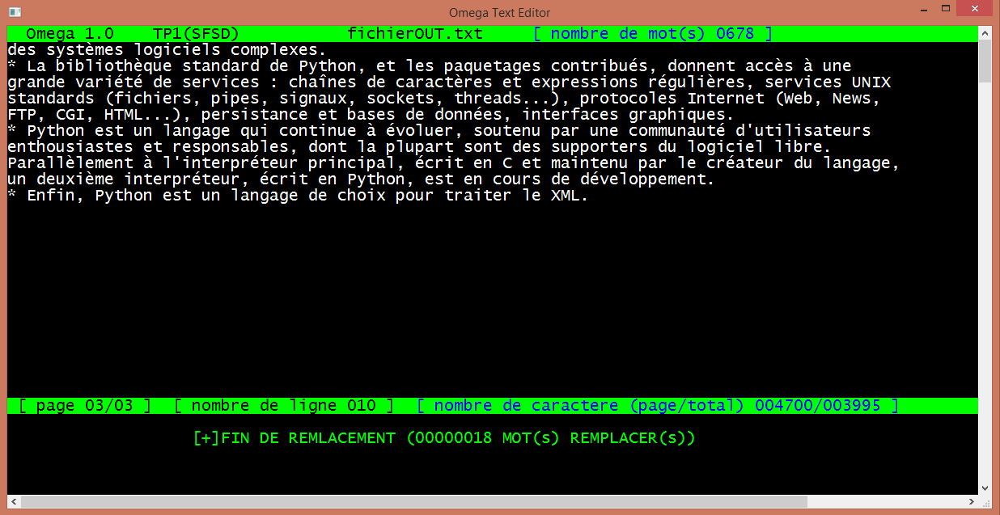 Omega Text Editor
Omega 1.0 TP1(SFSD) fichierOUT.txt [ nombre de mot(s) 0678 ]
des systèmes logiciels complexes.
* La bibliothèque standard de Python, et les paquetages contribués, donnent accès à une
grande variété de services : chaînes de caractères et expressions régulières, services UNIX
standards (fichiers, pipes, signaux, sockets, threads...), protocoles Internet (Web, News,
FTP, CGI, HTML...), persistance et bases de données, interfaces graphiques.
* Python est un langage qui continue à évoluer, soutenu par une communauté d'utilisateurs
enthousiastes et responsables, dont la plupart sont des supporters du logiciel libre.
Parallèlement à l'interpréteur principal, écrit en C et maintenu par le créateur du langage,
un deuxième interpréteur, écrit en Python, est en cours de développement.
* Enfin, Python est un langage de choix pour traiter le XML.
[ page 03/03 ] [ nombre de ligne 010 ] [ nombre de caractere (page/total) 004700/003995 ]
[+]FIN DE REMLACEMENT (00000018 MOT(s) REMPLACER(s))